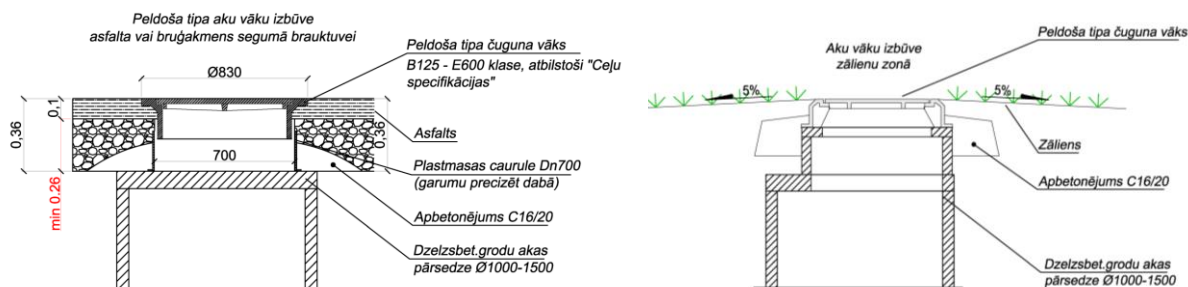 Peldoša tipa aku vāku izbūve
asfalta vai bruģakmens segumā brauktuvei
Peldoša tipa čuguna vāks
B125 - E600 klase, atbilstoši "Ceļu
specifikācijas"
Ø830
0,1
0,36
0,36
min 0.26
700
Asfalts
Plastmasas caurule Dn700
(garumu precizēt dabā)
Apbetonējums C16/20
Dzelzsbet.grodu akas
pārsedze Ø1000-1500
Aku vāku izbūve
zālienu zonā
Peldoša tipa čuguna vāks
5%
5%
Zāliens
Apbetonējums C16/20
Dzelzsbet.grodu akas
pārsedze Ø1000-1500